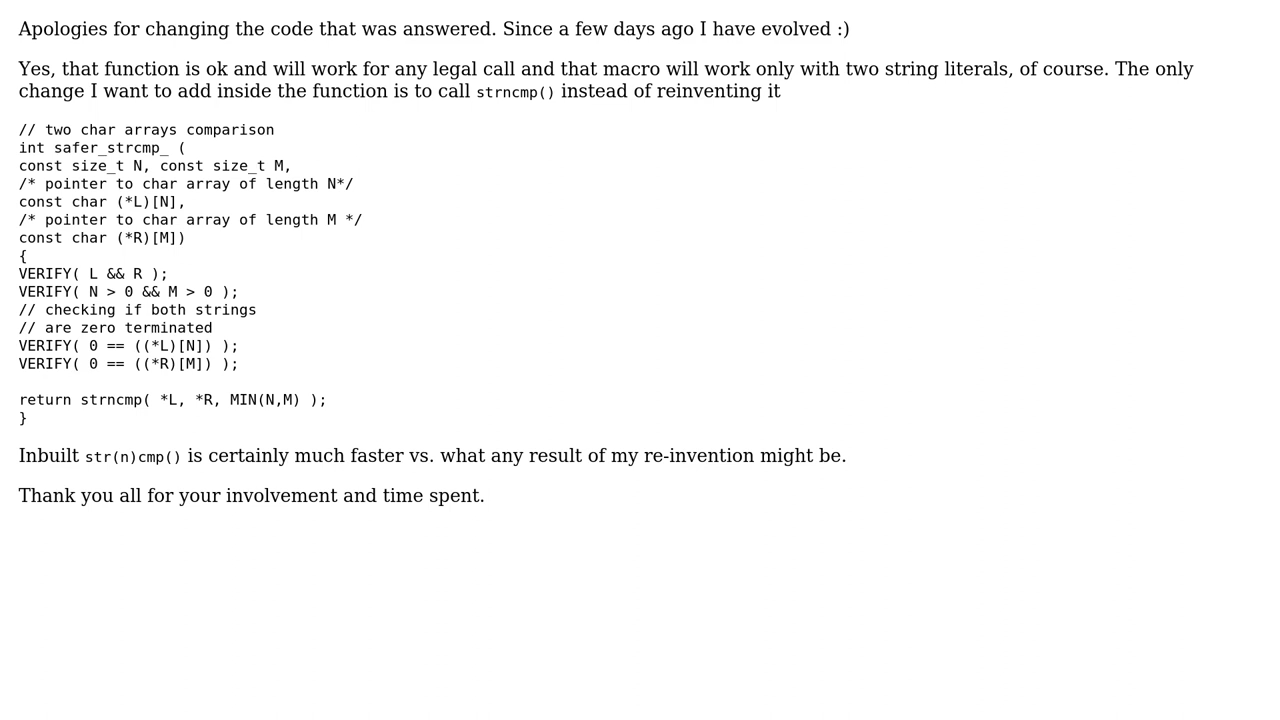 Apologies for changing the code that was answered. Since a few days ago I have evolved :)
Yes, that function is ok and will work for any legal call and that macro will work only with two string literals, of course. The only
change I want to add inside the function is to call strncmp() instead of reinventing it
// two char arrays comparison
int safer_strcmp_ (
const size_t N, const size_t M,
/* pointer to char array of length N*/
const char (*L)[N],
/* pointer to char array of length M */
const char (*R)[M])
{
VERIFY( L && R );
VERIFY( N > 0 && M > 0 );
// checking if both strings
// are zero terminated
VERIFY( 0 == ((*L)[N]) );
VERIFY( 0 == ((*R)[M]) );
return strncmp( *L, *R, MIN(N,M) );
}
Inbuilt str(n)cmp() is certainly much faster vs. what any result of my re-invention might be.
Thank you all for your involvement and time spent.